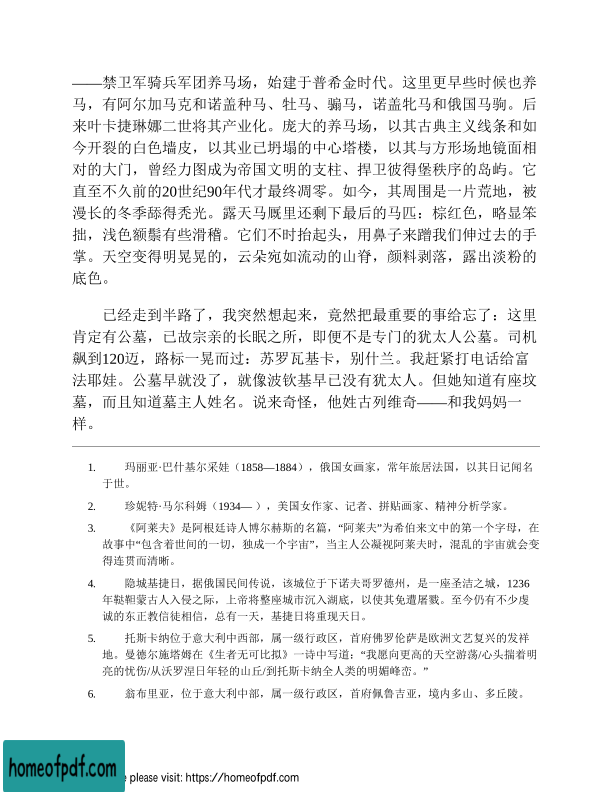 ——禁卫军骑兵军团养马场，始建于普希金时代。这里更早些时候也养
马，有阿尔加马克和诺盖种马、牡马、骟马，诺盖牝马和俄国马驹。后
来叶卡捷琳娜二世将其产业化。庞大的养马场，以其古典主义线条和如
今开裂的白色墙皮，以其业已坍塌的中心塔楼，以其与方形场地镜面相
对的大门，曾经力图成为帝国文明的支柱、捍卫彼得堡秩序的岛屿。它
直至不久前的20世纪90年代才最终凋零。如今，其周围是一片荒地，被
漫长的冬季舔得秃光。露天马厩里还剩下最后的马匹：棕红色，略显笨
拙，浅色额鬃有些滑稽。它们不时抬起头，用鼻子来蹭我们伸过去的手
掌。天空变得明晃晃的，云朵宛如流动的山脊，颜料剥落，露出淡粉的
底色。
已经走到半路了，我突然想起来，竟然把最重要的事给忘了：这里
肯定有公墓，已故宗亲的长眠之所，即便不是专门的犹太人公墓。司机
飙到120迈，路标一晃而过：苏罗瓦基卡，别什兰。我赶紧打电话给富
法耶娃。公墓早就没了，就像波钦基早已没有犹太人。但她知道有座坟
墓，而且知道墓主人姓名。说来奇怪，他姓古列维奇——和我妈妈一
样。
1. 玛丽亚·巴什基尔采娃（1858—1884），俄国女画家，常年旅居法国，以其日记闻名
于世。
2. 珍妮特·马尔科姆（1934— ），美国女作家、记者、拼贴画家、精神分析学家。
3. 《阿莱夫》是阿根廷诗人博尔赫斯的名篇，“阿莱夫”为希伯来文中的第一个字母，在
故事中“包含着世间的一切，独成一个宇宙”，当主人公凝视阿莱夫时，混乱的宇宙就会变
得连贯而清晰。
4. 隐城基捷日，据俄国民间传说，该城位于下诺夫哥罗德州，是一座圣洁之城，1236
年鞑靼蒙古人入侵之际，上帝将整座城市沉入湖底，以使其免遭屠戮。至今仍有不少虔
诚的东正教信徒相信，总有一天，基捷日将重现天日。
5. 托斯卡纳位于意大利中西部，属一级行政区，首府佛罗伦萨是欧洲文艺复兴的发祥
地。曼德尔施塔姆在《生者无可比拟》一诗中写道：“我愿向更高的天空游荡/心头揣着明
亮的忧伤/从沃罗涅日年轻的山丘/到托斯卡纳全人类的明媚峰峦。”
6. 翁布里亚，位于意大利中部，属一级行政区，首府佩鲁吉亚，境内多山、多丘陵。
homeofpdf.com
e please visit: https://homeofpdf.com